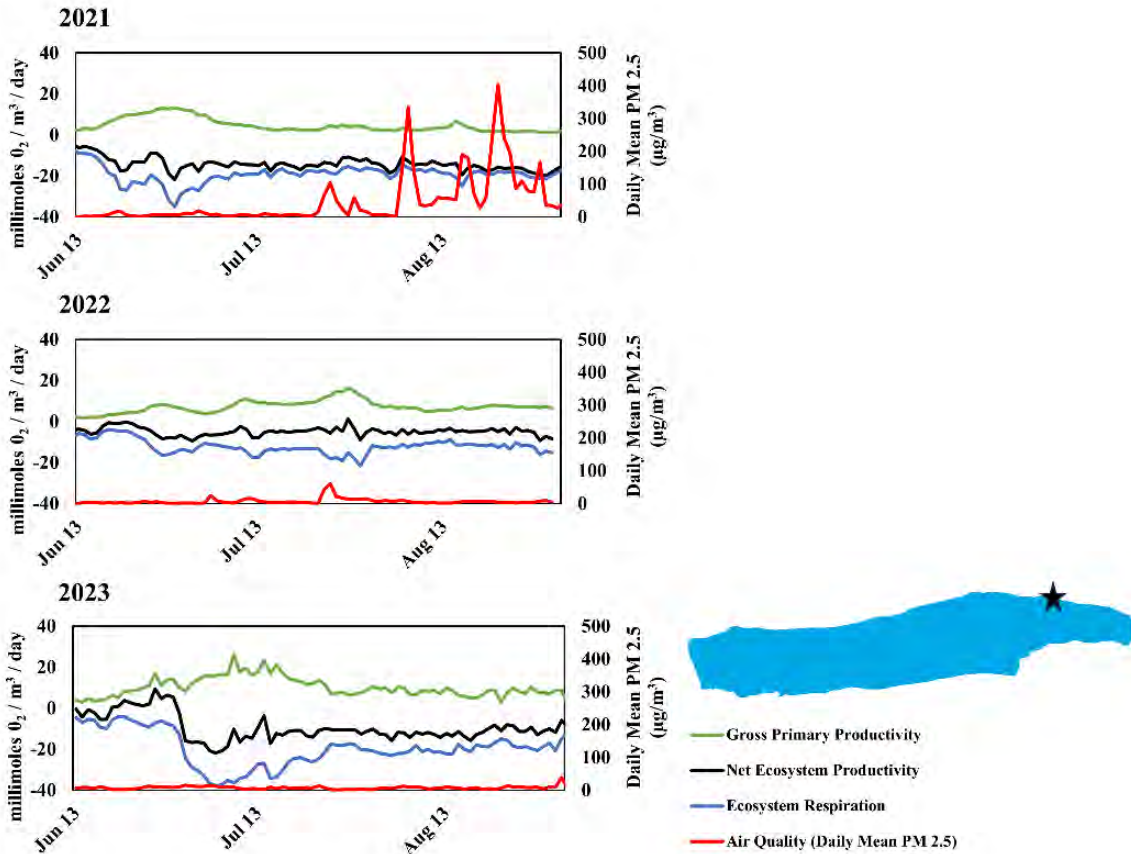 2021
40
20
0
-20
-40
millimoles 0₂ / m³ / day
500
400
300
200
100
0
Daily Mean PM 2.5
(µg/m³)
Jun 13
Jul 13
Aug 13
2022
40
20
0
-20
-40
millimoles 0₂ / m³ / day
500
400
300
200
100
0
Daily Mean PM 2.5
(µg/m³)
Jun 13
Jul 13
Aug 13
2023
40
20
0
-20
-40
millimoles 0₂ / m³ / day
500
400
300
200
100
0
Daily Mean PM 2.5
(µg/m³)
Jun 13
Jul 13
Aug 13
Gross Primary Productivity
Net Ecosystem Productivity
Ecosystem Respiration
Air Quality (Daily Mean PM 2.5)